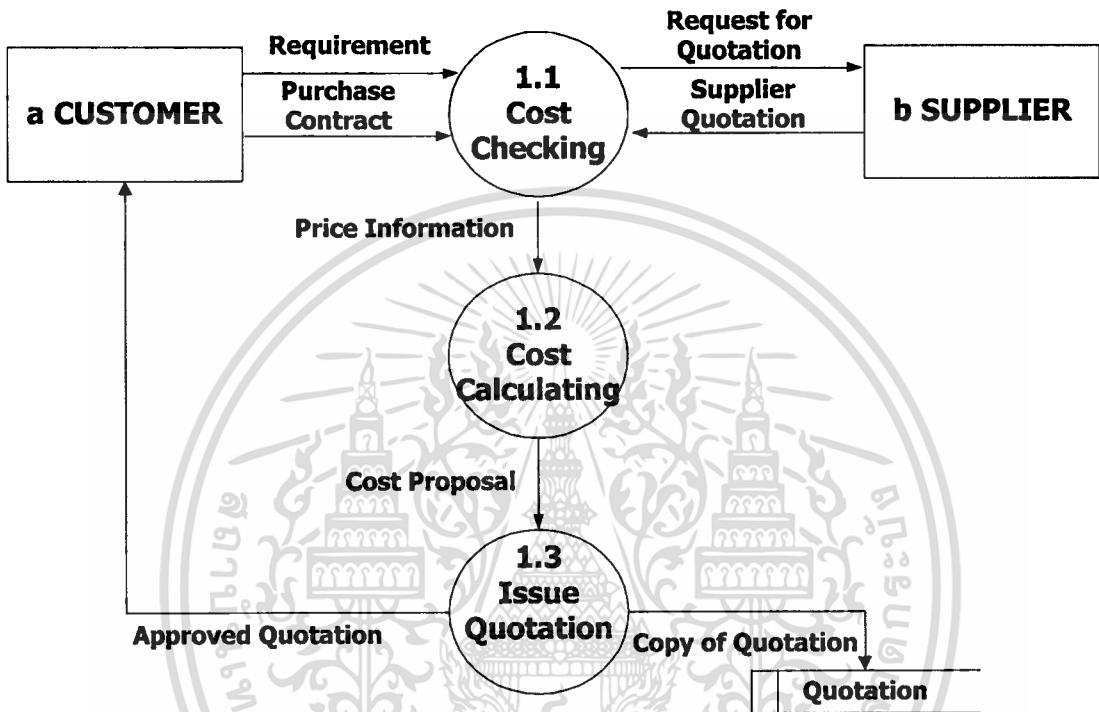 Requirement
Purchase
Contract
a CUSTOMER
1.1
Cost
Checking
Request for
Quotation
Supplier
Quotation
b SUPPLIER
Price Information
1.2
Cost
Calculating
Cost Proposal
1.3
Issue
Quotation
Approved Quotation
Copy of Quotation
Quotation